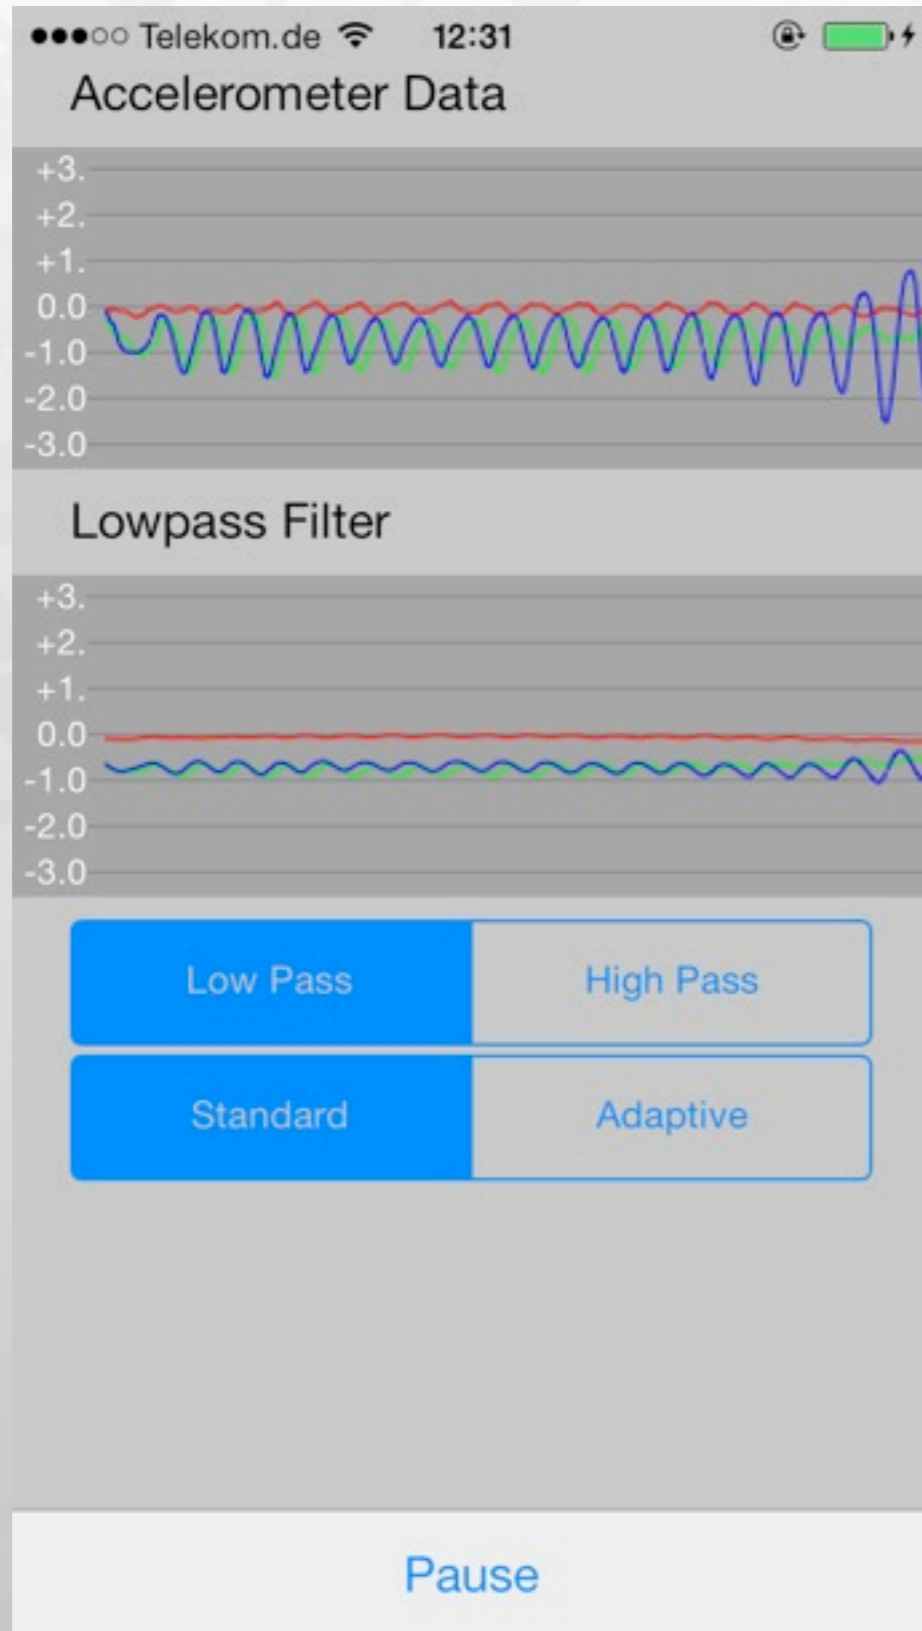 Telekom.de 12:31
Accelerometer Data
+3.
+2.
+1.
0.0
-1.0
-2.0
-3.0
Lowpass Filter
+3.
+2.
+1.
0.0
-1.0
-2.0
-3.0
Low Pass High Pass
Standard Adaptive
Pause